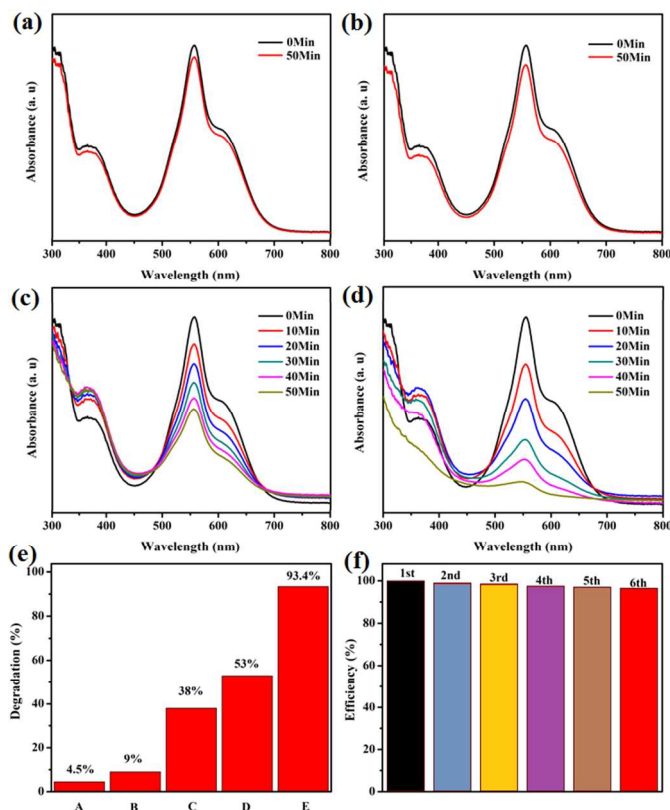 (a)
0Min
50Min
Absorbance (a. u)
300 400 500 600 700 800
Wavelength (nm)
(b)
0Min
50Min
Absorbance (a. u)
300 400 500 600 700 800
Wavelength (nm)
(c)
0Min
10Min
20Min
30Min
40Min
50Min
Absorbance (a. u)
300 400 500 600 700 800
Wavelength (nm)
(d)
0Min
10Min
20Min
30Min
40Min
50Min
Absorbance (a. u)
300 400 500 600 700 800
Wavelength (nm)
(e)
Degradation (%)
100
80
60
40
20
0
4.5%
9%
38%
53%
93.4%
A B C D E
(f)
Efficiency (%)
100
80
60
40
20
0
1st 2nd 3rd 4th 5th 6th